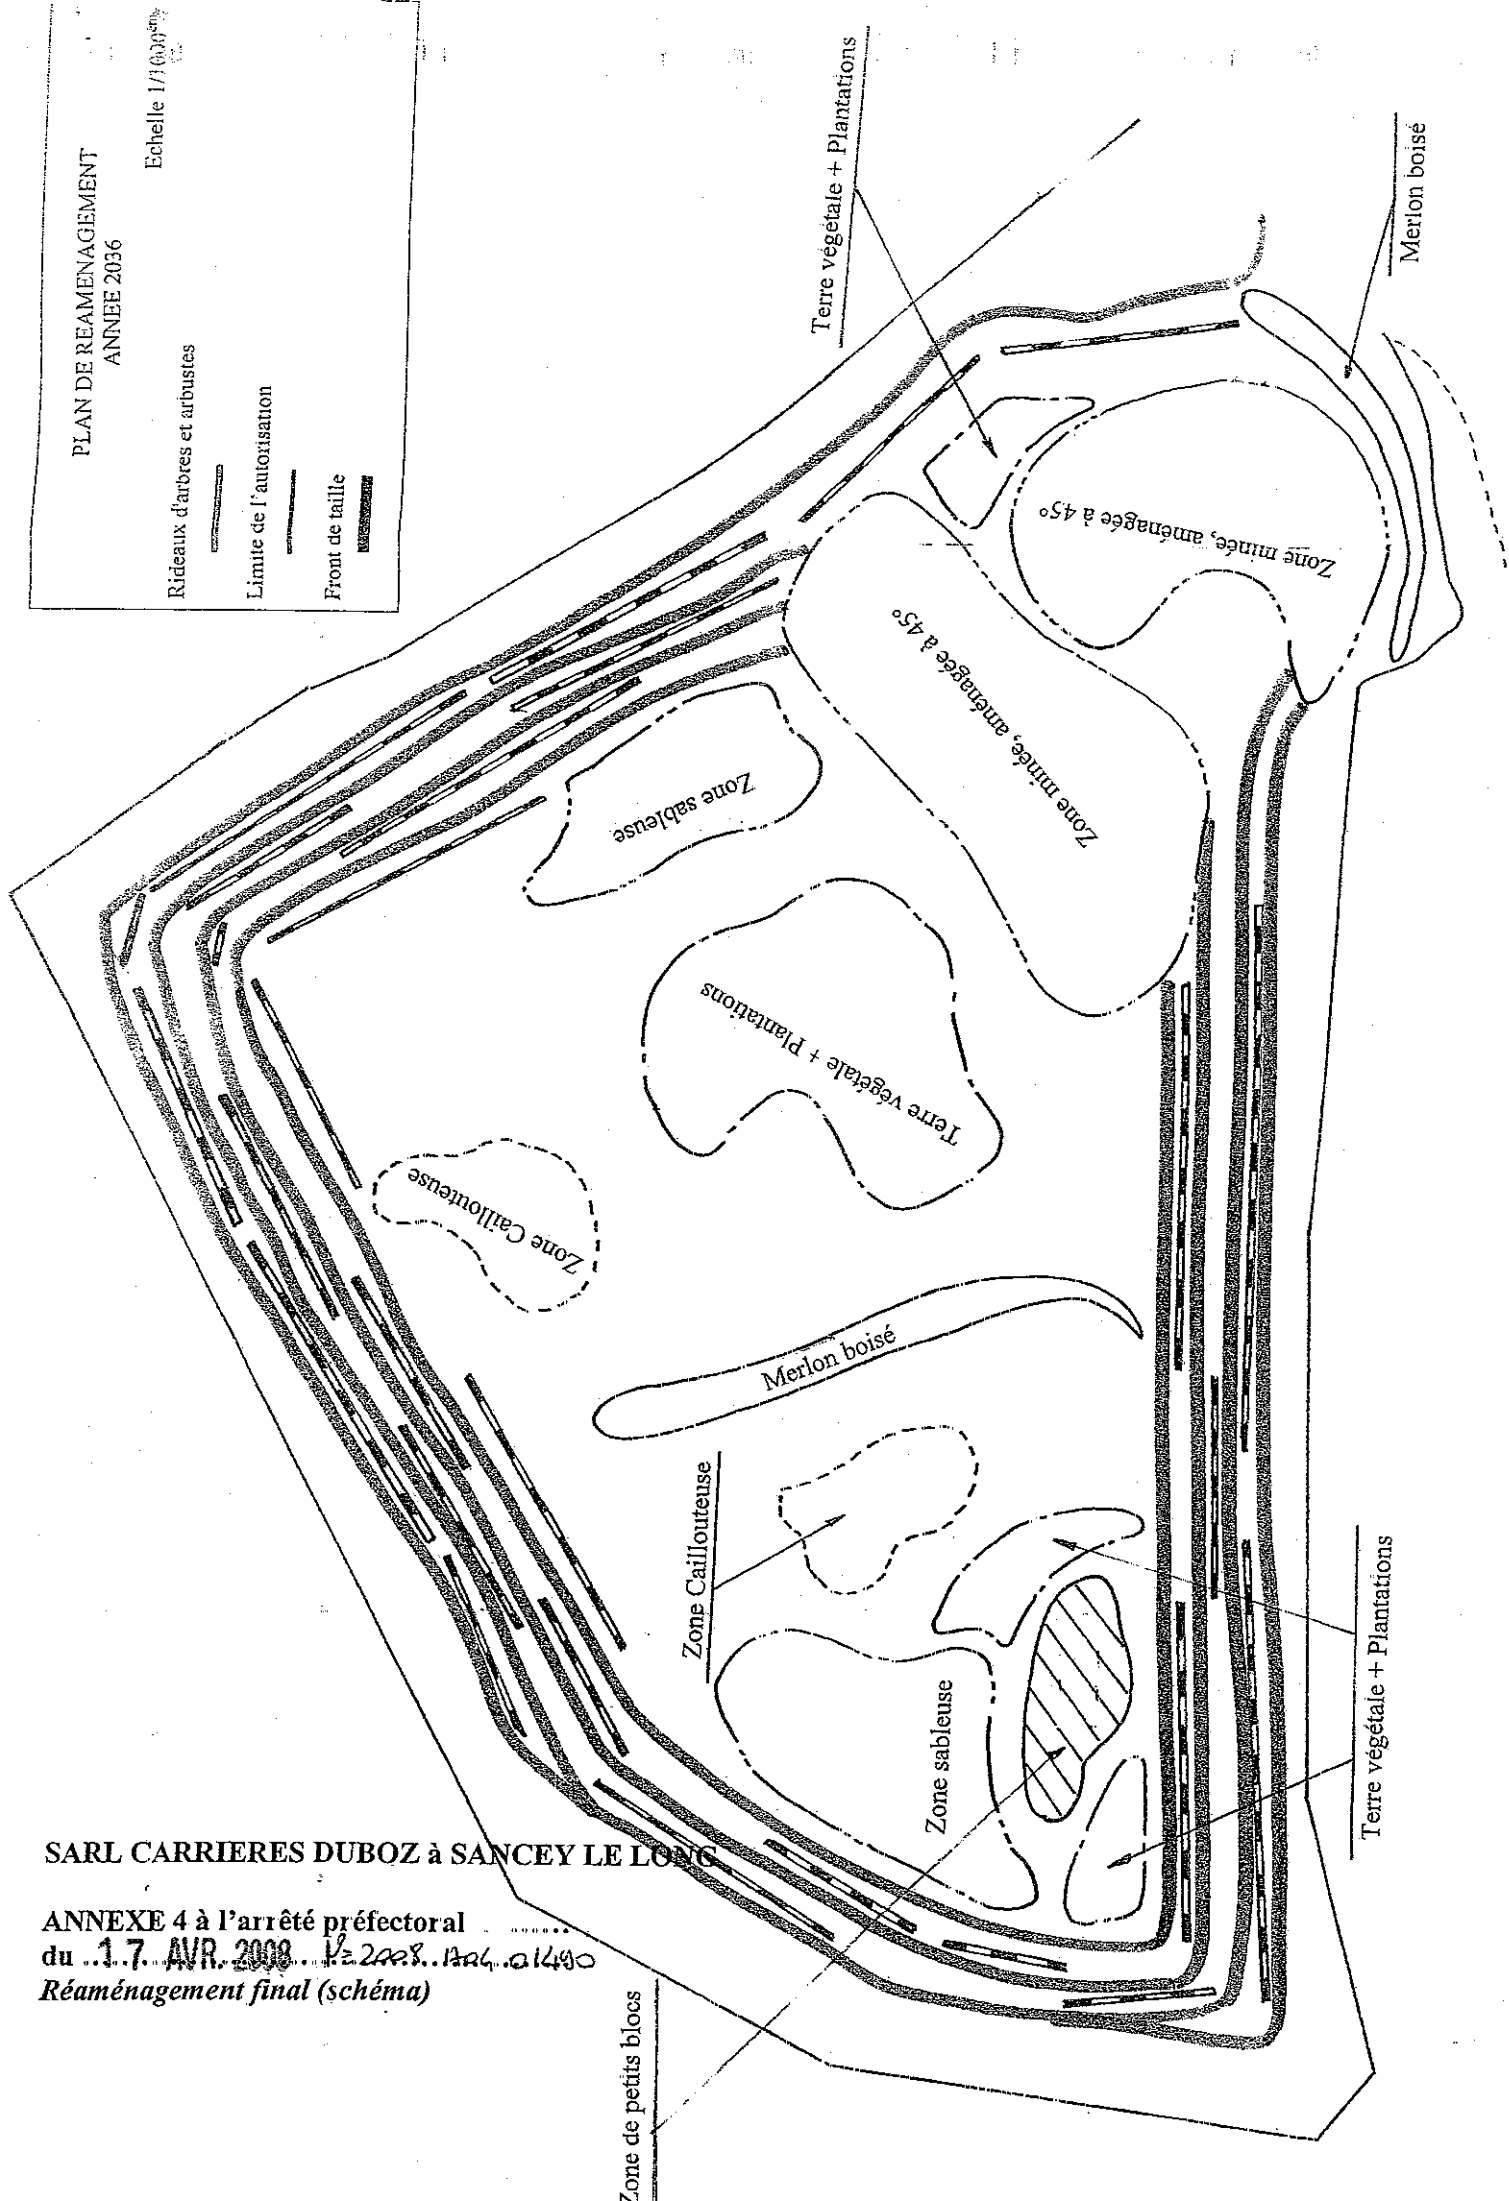 PLAN DE REAMENAGEMENT
ANNEE 2036
Echelle 1/1000ème
Rideaux d'arbres et arbustes
Limite de l'autorisation
Front de taille
Terre végétale + Plantations
Merlon boisé
Zone minée, aménagée à 45°
Zone minée, aménagée à 45°
Zone sableuse
Terre végétale + Plantations
Zone Caillouteuse
Merlon boisé
Zone Caillouteuse
Zone sableuse
Terre végétale + Plantations
Zone de petits blocs
SARL CARRIERES DUBOZ à SANCEY LE LONG
ANNEXE 4 à l'arrêté préfectoral
du 17 AVR. 2008
Réaménagement final (schéma)